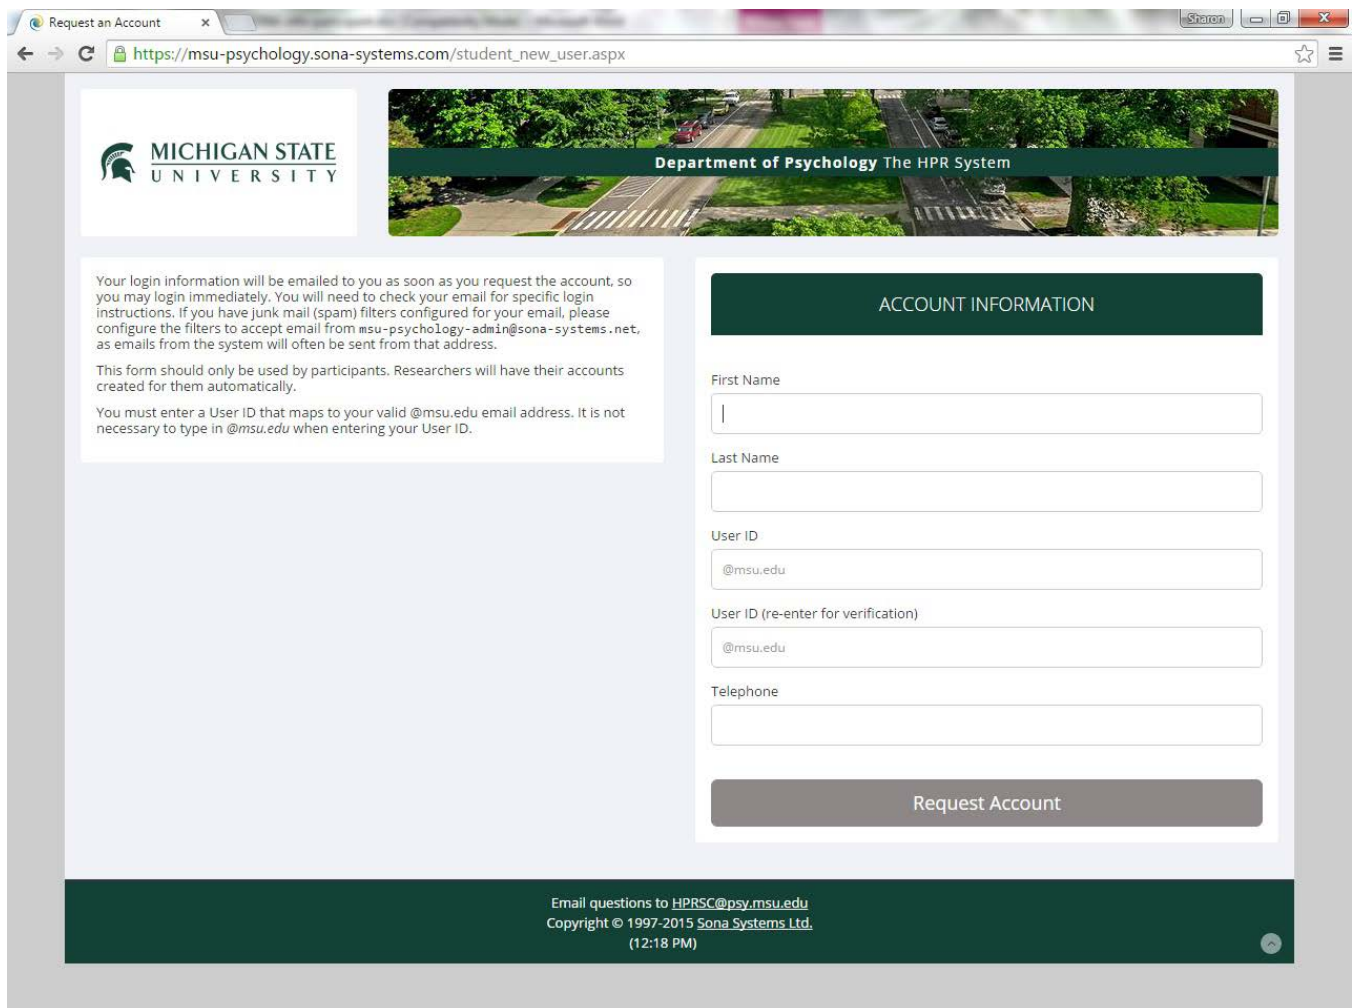 Request an Account
Sharon
https://msu-psychology.sona-systems.com/student_new_user.aspx
MICHIGAN STATE
UNIVERSITY
Department of Psychology The HPR System
Your login information will be emailed to you as soon as you request the account, so
you may login immediately. You will need to check your email for specific login
instructions. If you have junk mail (spam) filters configured for your email, please
configure the filters to accept email from msu-psychology-admin@sona-systems.net,
as emails from the system will often be sent from that address.
This form should only be used by participants. Researchers will have their accounts
created for them automatically.
You must enter a User ID that maps to your valid @msu.edu email address. It is not
necessary to type in @msu.edu when entering your User ID.
ACCOUNT INFORMATION
First Name
Last Name
User ID
@msu.edu
User ID (re-enter for verification)
@msu.edu
Telephone
Request Account
Email questions to HPRSC@psy.msu.edu
Copyright © 1997-2015 Sona Systems Ltd.
(12:18 PM)